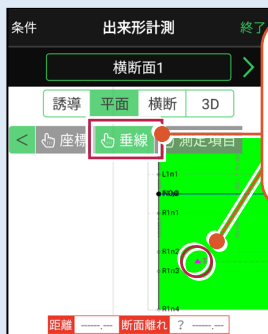 条件 出来形計測 終了
横断面1 >
誘導 平面 横断 3D
< 座標 垂線 測定項目
L1n1
R1n1
R1n2
R1n3
R1n4
距離 -----.--- 断面離れ ? -----.---